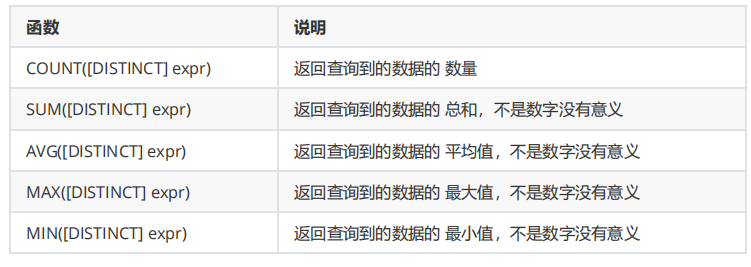 函数 说明
COUNT([DISTINCT] expr) 返回查询到的数据的 数量
SUM([DISTINCT] expr) 返回查询到的数据的 总和，不是数字没有意义
AVG([DISTINCT] expr) 返回查询到的数据的 平均值，不是数字没有意义
MAX([DISTINCT] expr) 返回查询到的数据的 最大值，不是数字没有意义
MIN([DISTINCT] expr) 返回查询到的数据的 最小值，不是数字没有意义